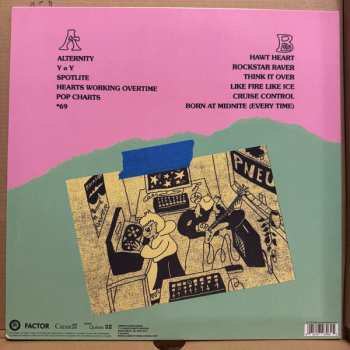 A
ALTERNITY
Y a Y
SPOTLITE
HEARTS WORKING OVERTIME
POP CHARTS
*69
B
HAWT HEART
ROCKSTAR RAVER
THINK IT OVER
LIKE FIRE LIKE ICE
CRUISE CONTROL
BORN AT MIDNITE (EVERY TIME)
PNEU
FACTOR
Canada
Québec